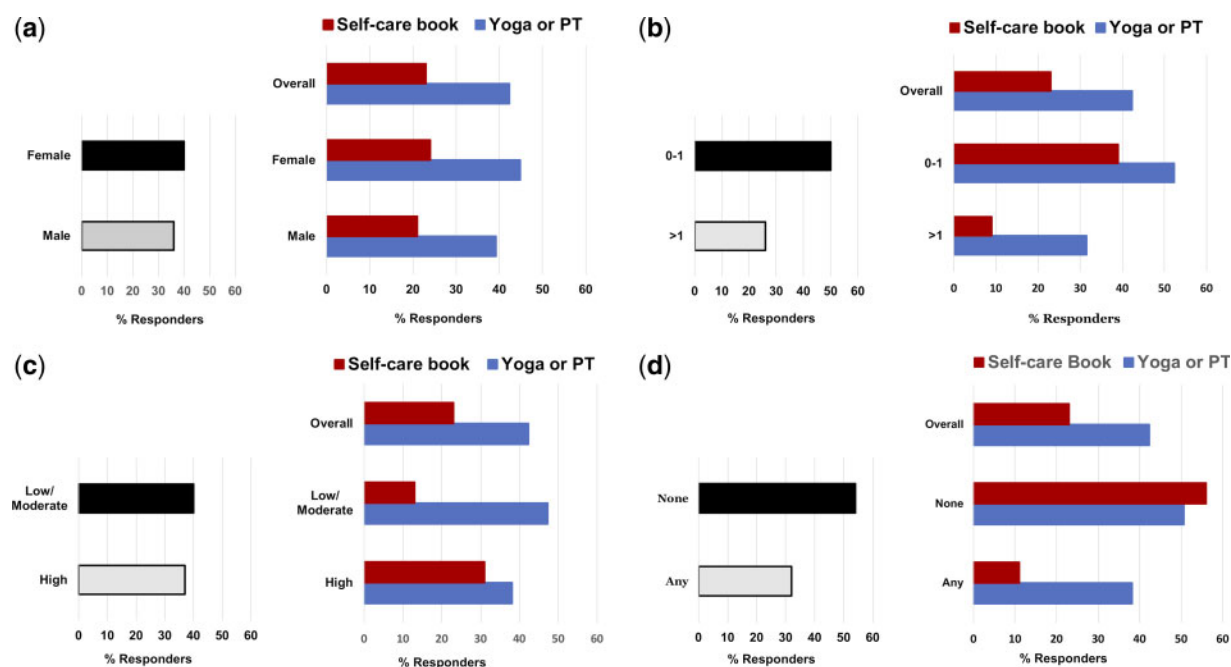 (a)
Self-care book Yoga or PT
Overall
Female
Male
0 10 20 30 40 50 60
% Responders
Female
Male
0 10 20 30 40 50 60
% Responders
(b)
Self-care book Yoga or PT
Overall
0-1
>1
0 10 20 30 40 50 60
% Responders
0-1
>1
0 10 20 30 40 50 60
% Responders
(c)
Self-care book Yoga or PT
Overall
Low/
Moderate
High
0 10 20 30 40 50 60
% Responders
Low/
Moderate
High
0 10 20 30 40 50 60
% Responders
(d)
Self-care Book Yoga or PT
Overall
None
Any
0 10 20 30 40 50 60
% Responders
None
Any
0 10 20 30 40 50 60
% Responders